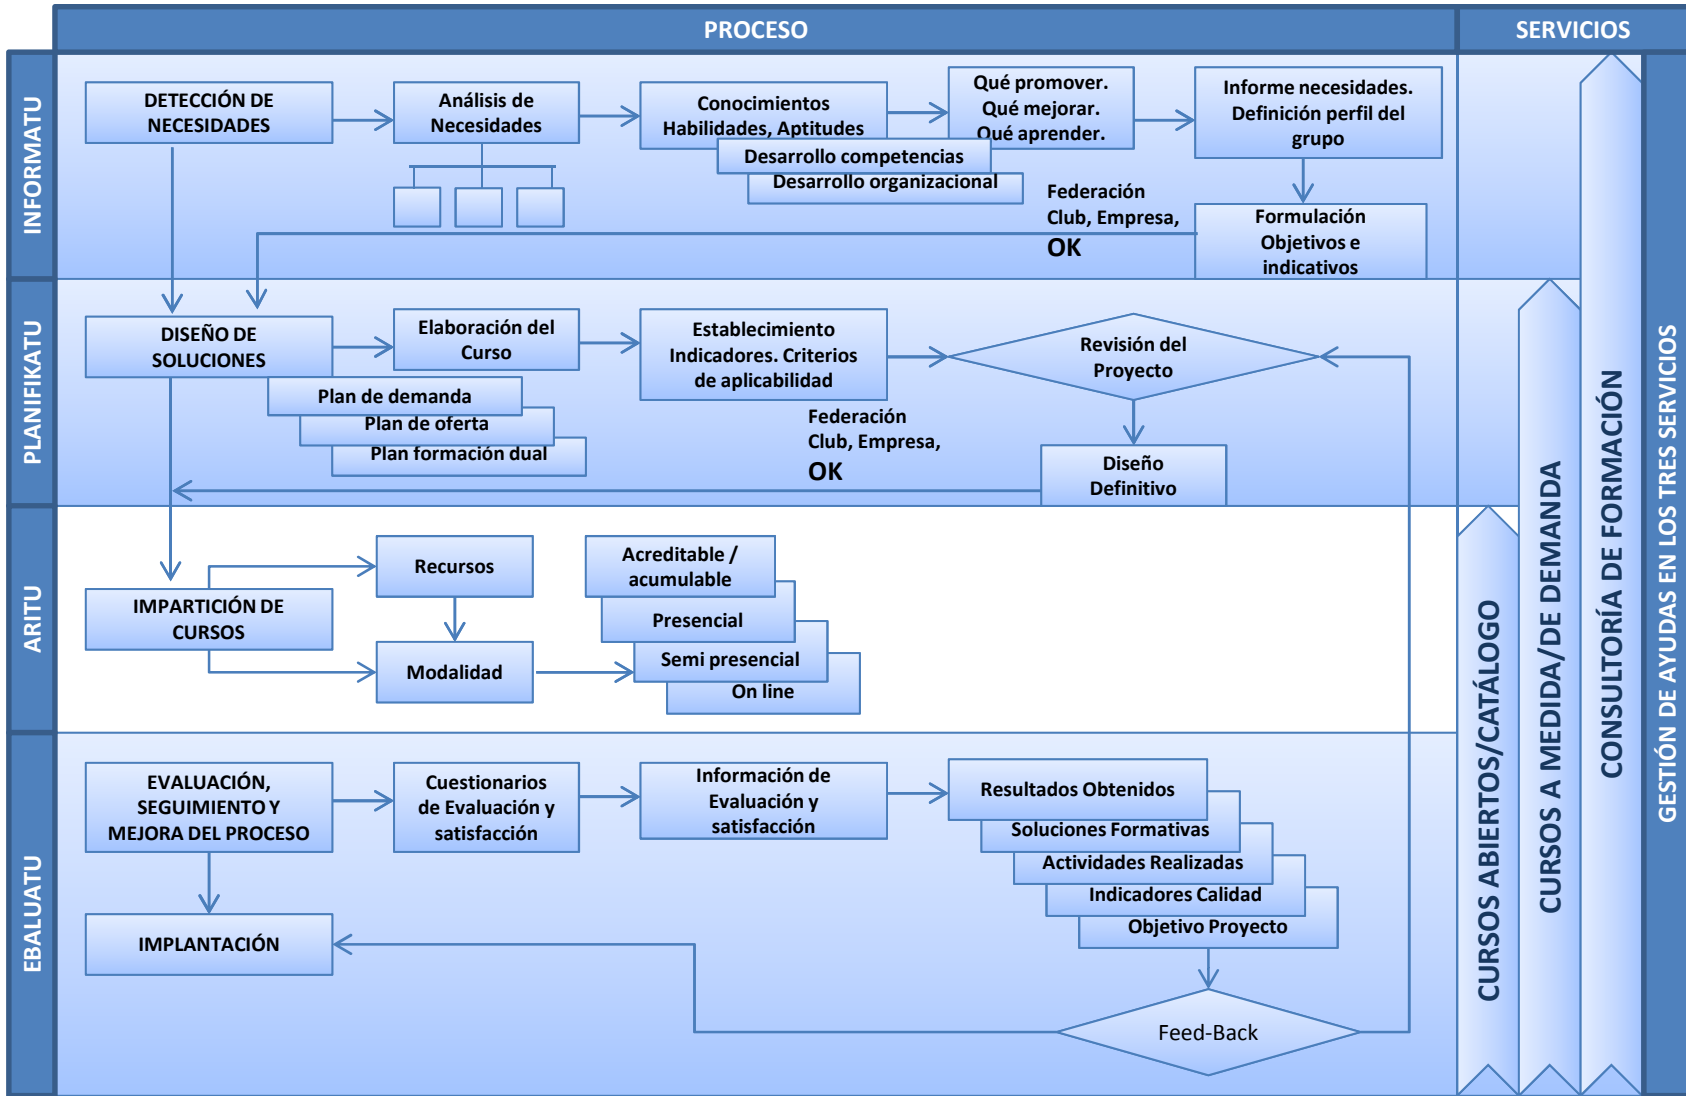 PROCESO
SERVICIOS
INFORMATU
DETECCIÓN DE
NECESIDADES
Análisis de
Necesidades
Conocimientos
Habilidades, Aptitudes
Desarrollo competencias
Desarrollo organizacional
Qué promover.
Qué mejorar.
Qué aprender.
Informe necesidades.
Definición perfil del
grupo
Federación
Club, Empresa,
OK
Formulación
Objetivos e
indicativos
PLANIFIKATU
DISEÑO DE
SOLUCIONES
Plan de demanda
Plan de oferta
Plan formación dual
Elaboración del
Curso
Establecimiento
Indicadores. Criterios
de aplicabilidad
Revisión del
Proyecto
Federación
Club, Empresa,
OK
Diseño
Definitivo
ARITU
IMPARTICIÓN DE
CURSOS
Recursos
Modalidad
Acreditable /
acumulable
Presencial
Semi presencial
On line
EBALUATU
EVALUACIÓN,
SEGUIMIENTO Y
MEJORA DEL PROCESO
Cuestionarios
de Evaluación y
satisfacción
Información de
Evaluación y
satisfacción
Resultados Obtenidos
Soluciones Formativas
Actividades Realizadas
Indicadores Calidad
Objetivo Proyecto
IMPLANTACIÓN
Feed-Back
CURSOS ABIERTOS/CATÁLOGO
CURSOS A MEDIDA/DE DEMANDA
CONSULTORÍA DE FORMACIÓN
GESTIÓN DE AYUDAS EN LOS TRES SERVICIOS